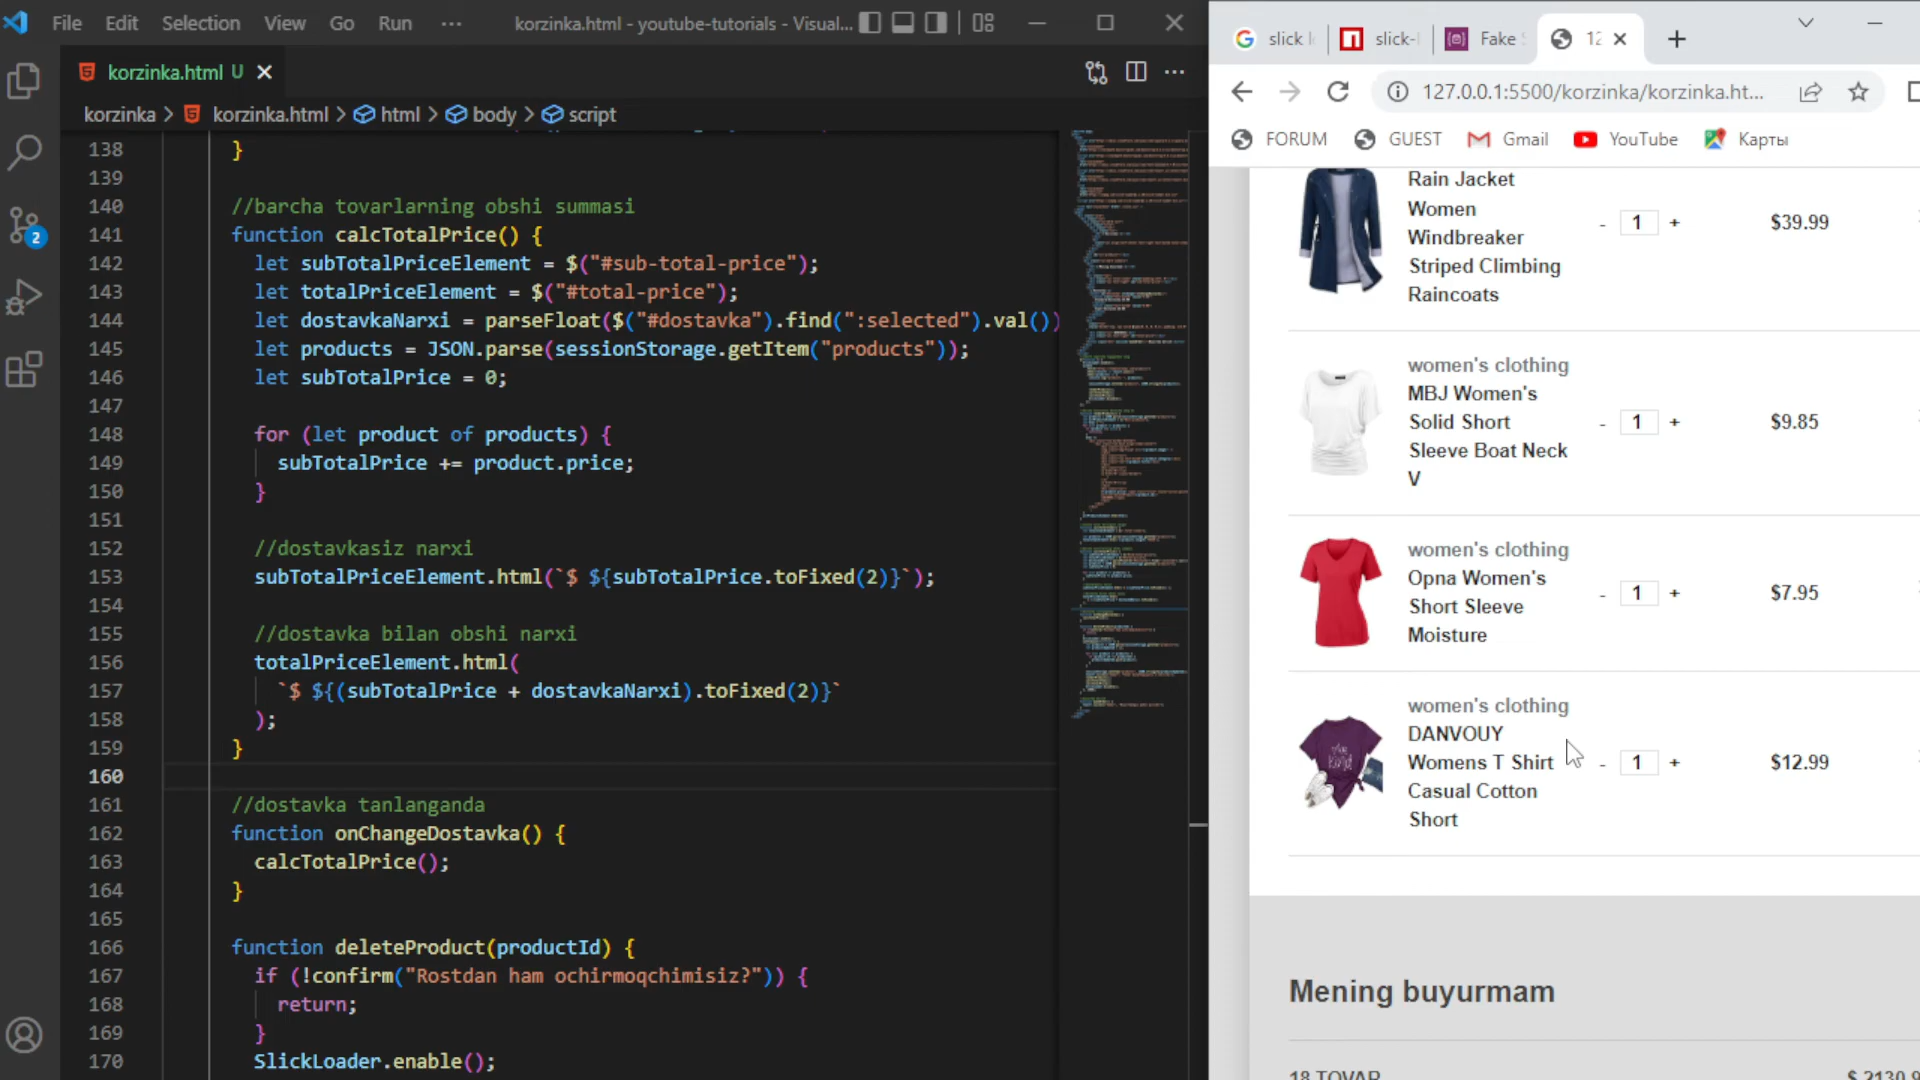 File Edit Selection View Go Run ··· korzinka.html - youtube-tutorials - Visual...
korzinka.html U
korzinka > korzinka.html > html > body > script
138 }
139
140 //barcha tovarlarning obshi summasi
141 function calcTotalPrice() {
142 let subTotalPriceElement = $("#sub-total-price");
143 let totalPriceElement = $("#total-price");
144 let dostavkaNarxi = parseFloat($("#dostavka").find(":selected").val())
145 let products = JSON.parse(sessionStorage.getItem("products"));
146 let subTotalPrice = 0;
147
148 for (let product of products) {
149 subTotalPrice += product.price;
150 }
151
152 //dostavkasiz narxi
153 subTotalPriceElement.html(`$ ${subTotalPrice.toFixed(2)}`);
154
155 //dostavka bilan obshi narxi
156 totalPriceElement.html(
157 `$ ${(subTotalPrice + dostavkaNarxi).toFixed(2)}`
158 );
159 }
160
161 //dostavka tanlanganda
162 function onChangeDostavka() {
163 calcTotalPrice();
164 }
165
166 function deleteProduct(productId) {
167 if (!confirm("Rostdan ham ochirmoqchimisiz?")) {
168 return;
169 }
170 SlickLoader.enable();
2
slick l slick- Fake S 12
127.0.0.1:5500/korzinka/korzinka.ht...
FORUM GUEST Gmail YouTube Карты
Rain Jacket
Women
Windbreaker
Striped Climbing
Raincoats
- 1 + $39.99
women's clothing
MBJ Women's
Solid Short
Sleeve Boat Neck
V
- 1 + $9.85
women's clothing
Opna Women's
Short Sleeve
Moisture
- 1 + $7.95
women's clothing
DANVOUY
Womens T Shirt
Casual Cotton
Short
- 1 + $12.99
Mening buyurmam
18 TOVAR $ 2130.9